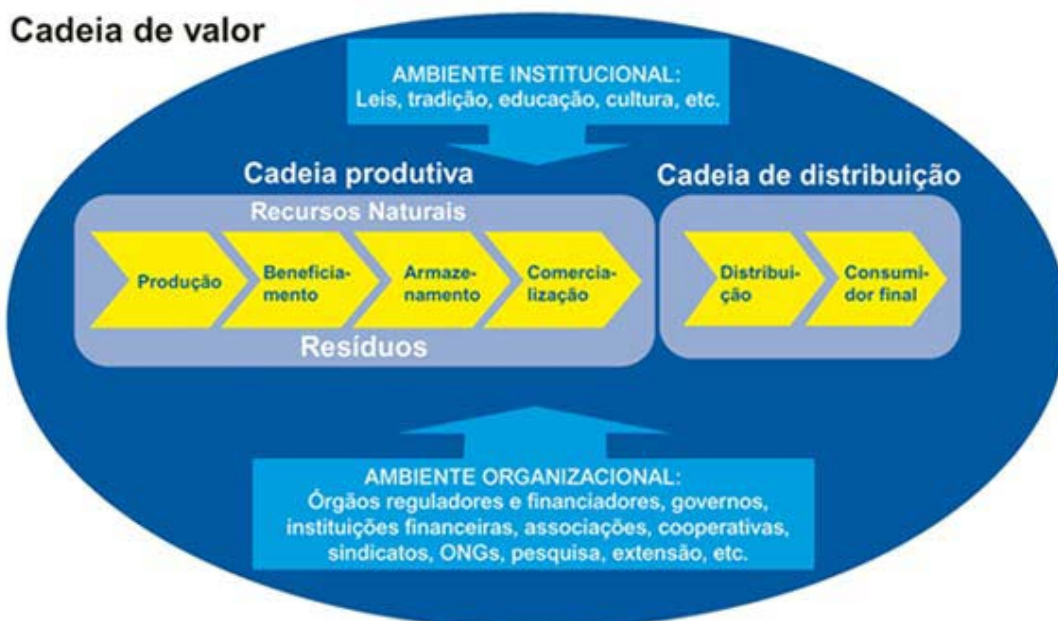 Cadeia de valor
AMBIENTE INSTITUCIONAL:
Leis, tradição, educação, cultura, etc.
Cadeia produtiva
Recursos Naturais
Produção
Beneficia-
mento
Armaze-
namento
Comercia-
lização
Resíduos
Cadeia de distribuição
Distribui-
ção
Consumi-
dor final
AMBIENTE ORGANIZACIONAL:
Órgãos reguladores e financiadores, governos,
instituições financeiras, associações, cooperativas,
sindicatos, ONGs, pesquisa, extensão, etc.